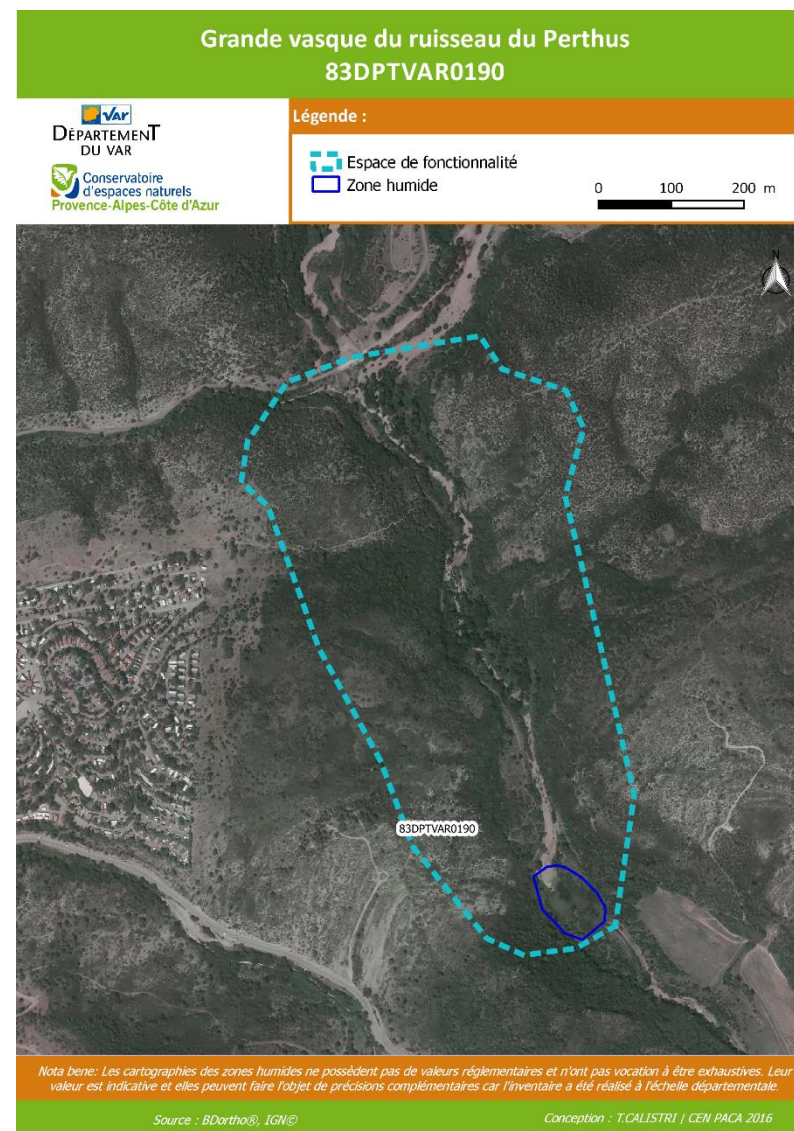 Grande vasque du ruisseau du Perthus
83DPTVAR0190
VAR
DÉPARTEMENT
DU VAR
Conservatoire
d'espaces naturels
Provence-Alpes-Côte d'Azur
Légende :
Espace de fonctionnalité
Zone humide
0 100 200 m
N
83DPTVAR0190
Nota bene: Les cartographies des zones humides ne possèdent pas de valeurs réglementaires et n'ont pas vocation à être exhaustives. Leur
valeur est indicative et elles peuvent faire l'objet de précisions complémentaires car l'inventaire a été réalisé à l'échelle départementale.
Source : BDortho®, IGN©
Conception : T.CALISTRI / CEN PACA 2016